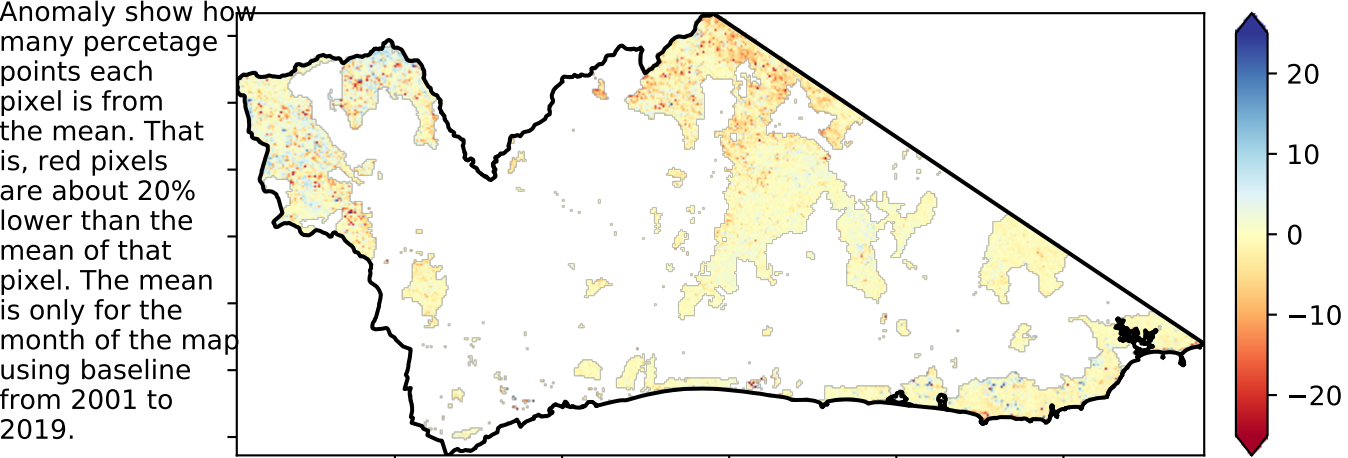 Anomaly show how
many percetage
points each
pixel is from
the mean. That
is, red pixels
are about 20%
lower than the
mean of that
pixel. The mean
is only for the
month of the map
using baseline
from 2001 to
2019.
20
10
0
−10
−20